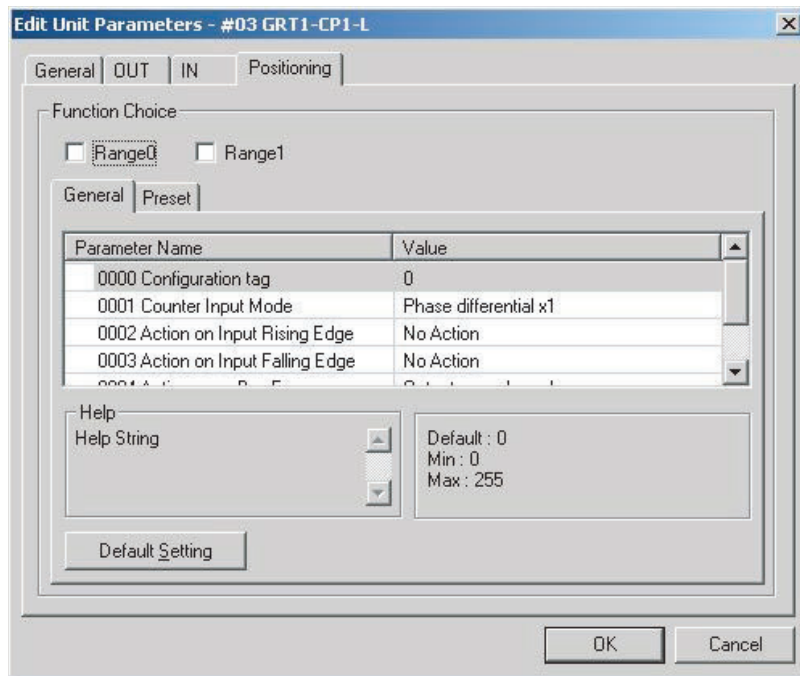 Edit Unit Parameters - #03 GRT1-CP1-L
General OUT IN Positioning
Function Choice
Range0 Range1
General Preset
Parameter Name Value
0000 Configuration tag 0
0001 Counter Input Mode Phase differential x1
0002 Action on Input Rising Edge No Action
0003 Action on Input Falling Edge No Action
Help
Help String
Default : 0
Min : 0
Max : 255
Default Setting
OK Cancel